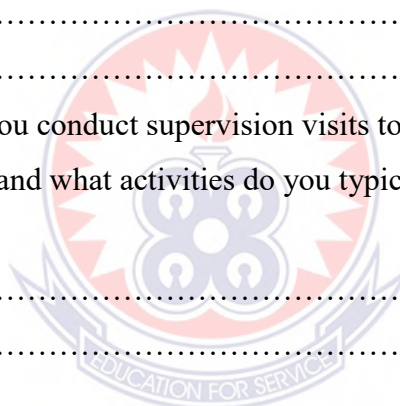 ................................................
................................................
ou conduct supervision visits to
and what activities do you typic
................................................
................................................
EDUCATION FOR SERVICE